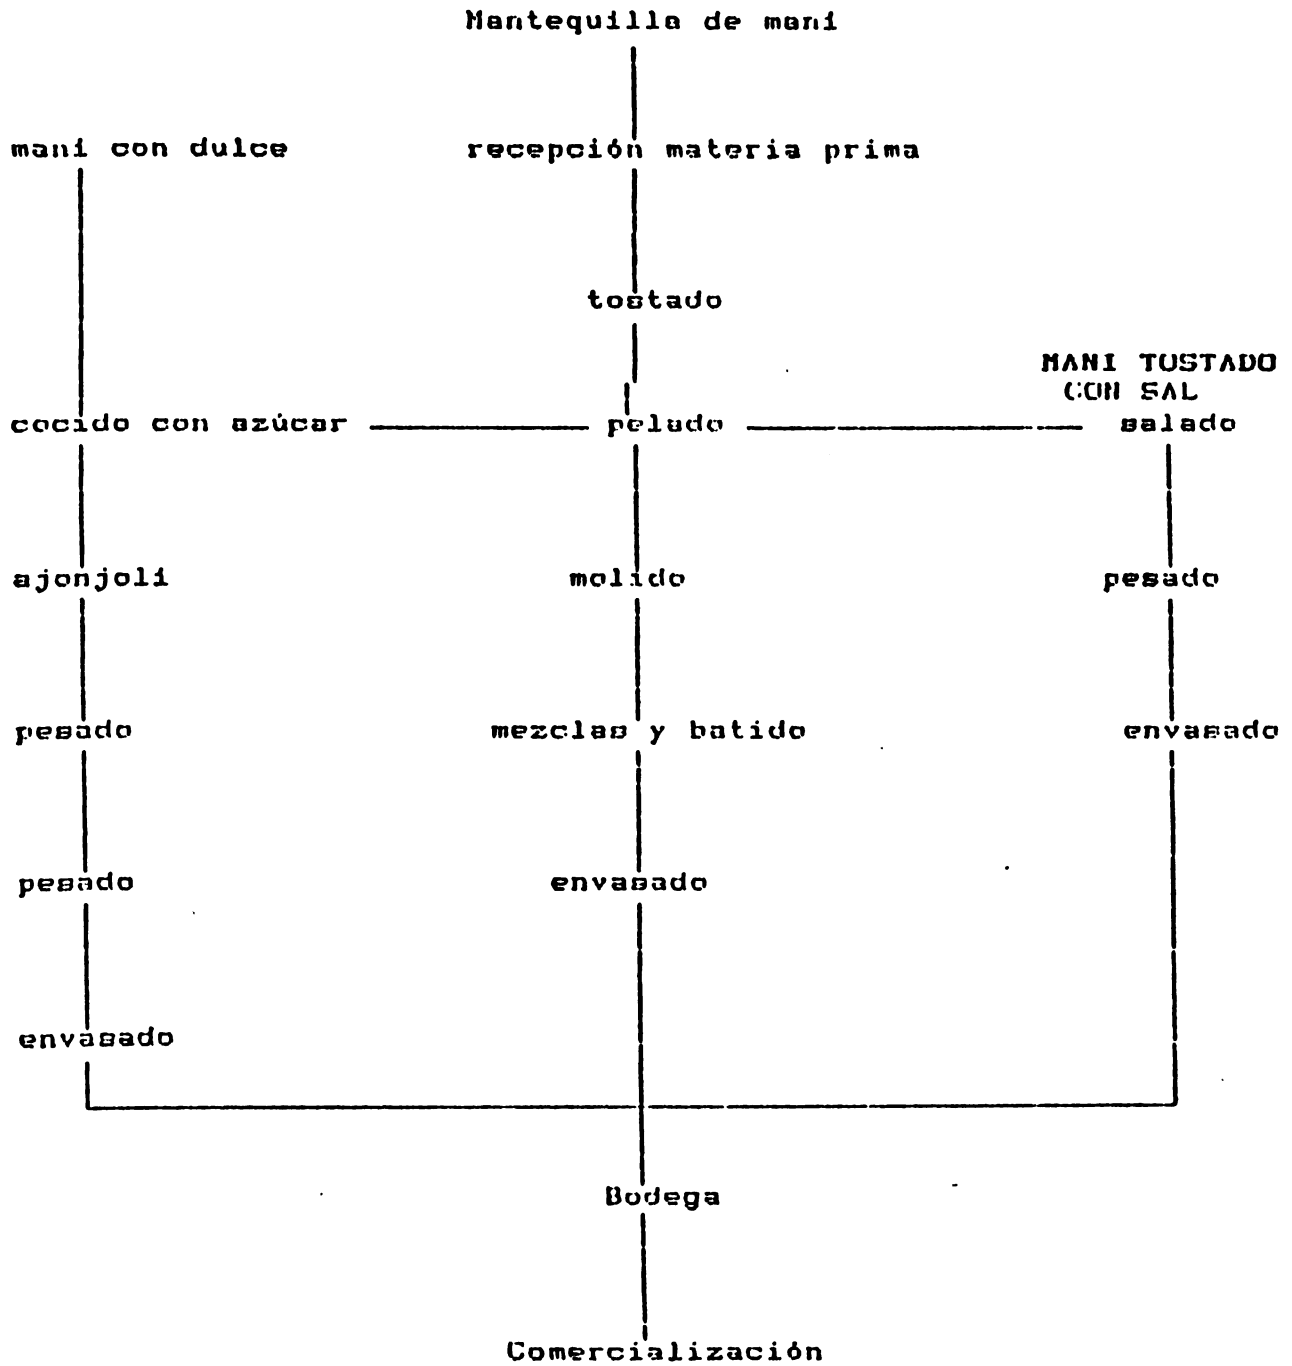 Mantequilla de maní
maní con dulce recepción materia prima
tostado
MANI TOSTADO
CON SAL
cocido con azúcar pelado salado
ajonjolí molido pesado
pesado mezclas y batido envasado
pesado envasado
envasado
Bodega
Comercialización